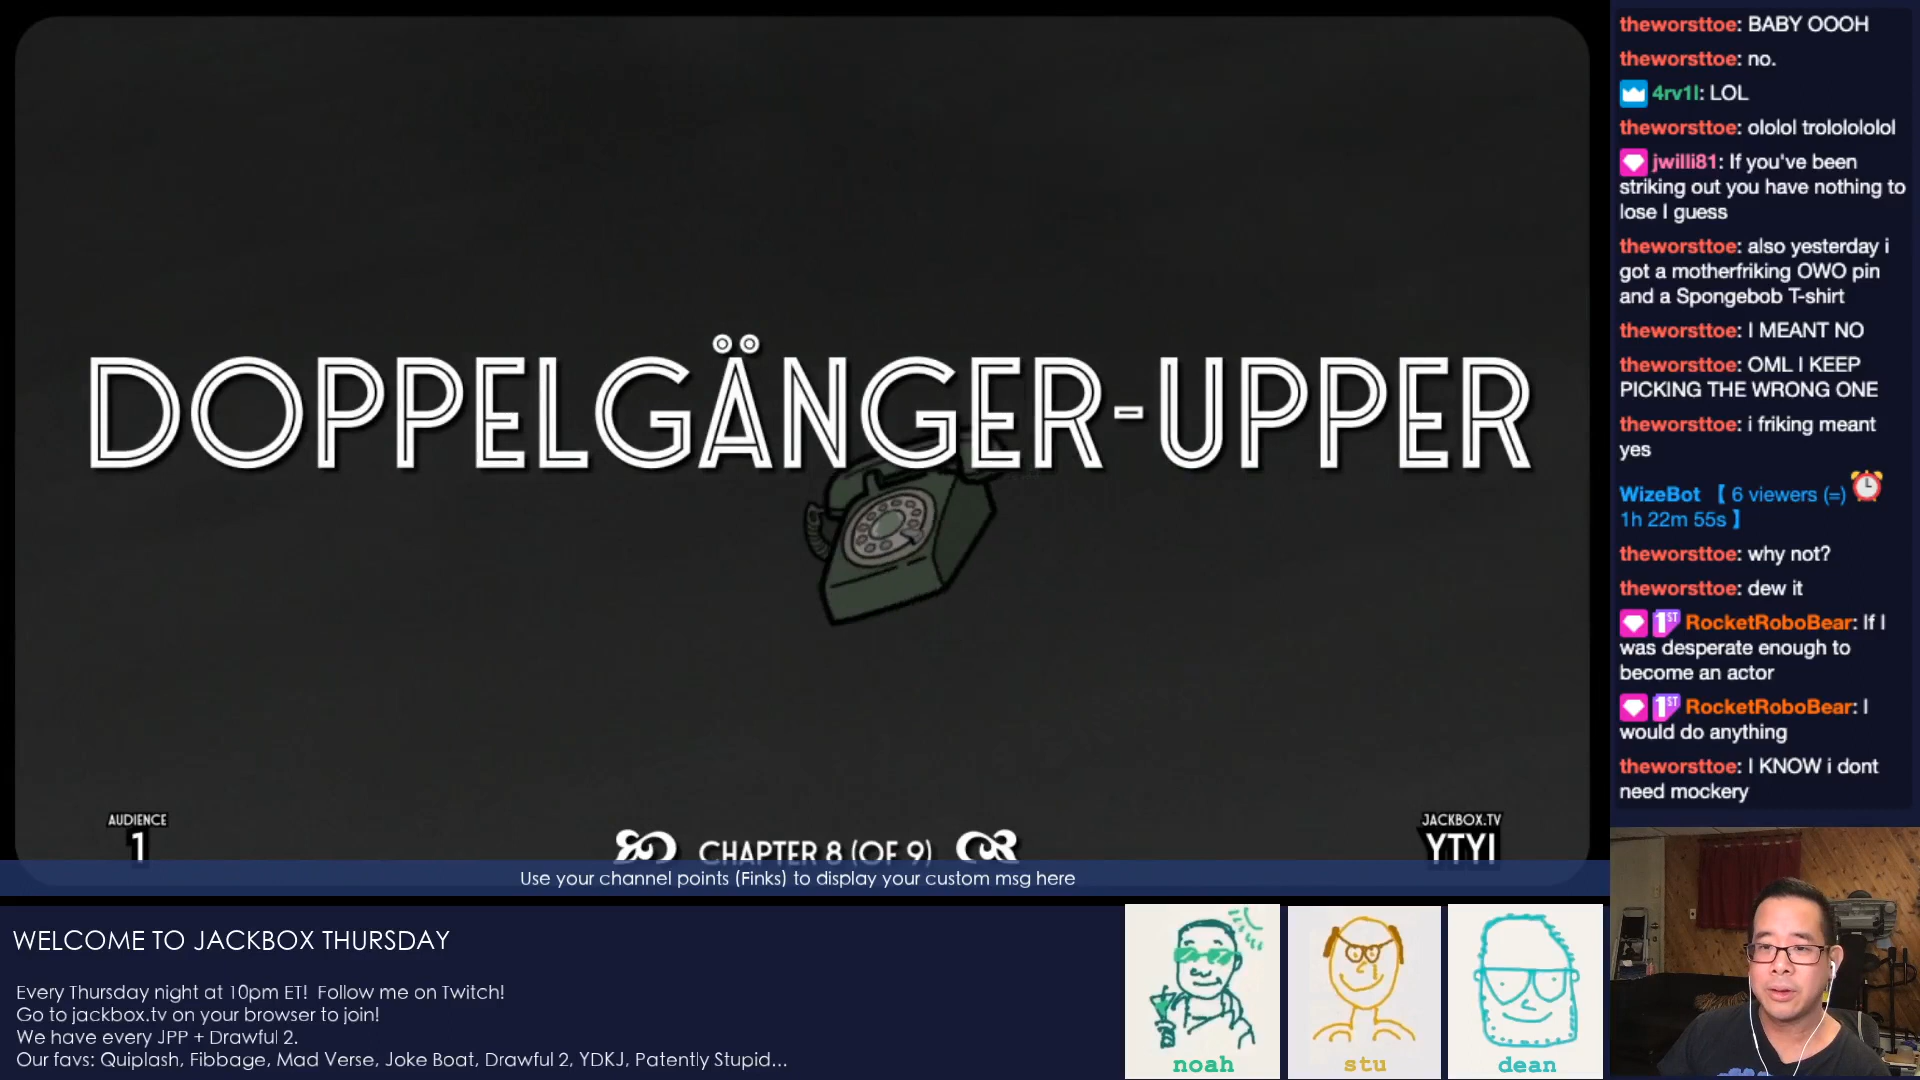 DOPPELGÄNGER-UPPER
AUDIENCE
1
CHAPTER 8 (OF 9)
JACKBOX.TV
YTYI
Use your channel points (Finks) to display your custom msg here
WELCOME TO JACKBOX THURSDAY
Every Thursday night at 10pm ET! Follow me on Twitch!
Go to jackbox.tv on your browser to join!
We have every JPP + Drawful 2.
Our favs: Quiplash, Fibbage, Mad Verse, Joke Boat, Drawful 2, YDKJ, Patently Stupid...
noah
stu
dean
theworsttoe: BABY OOOH
theworsttoe: no.
4rv1l: LOL
theworsttoe: ololol trolololololol
jwilli81: If you've been
striking out you have nothing to
lose I guess
theworsttoe: also yesterday i
got a motherfriking OWO pin
and a Spongebob T-shirt
theworsttoe: I MEANT NO
theworsttoe: OML I KEEP
PICKING THE WRONG ONE
theworsttoe: i friking meant
yes
WizeBot 【 6 viewers (=)
1h 22m 55s 】
theworsttoe: why not?
theworsttoe: dew it
1ST RocketRoboBear: If I
was desperate enough to
become an actor
1ST RocketRoboBear: I
would do anything
theworsttoe: I KNOW i dont
need mockery